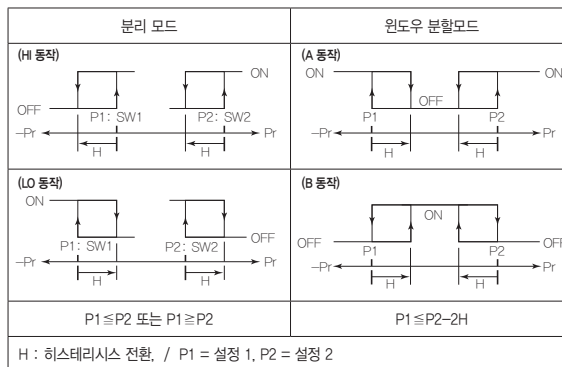 분리 모드
윈도우 분할모드
(HI 동작)
ON
OFF
P1: SW1
P2: SW2
–Pr
Pr
H
(A 동작)
ON
ON
OFF
P1
P2
–Pr
Pr
H
H
(LO 동작)
ON
OFF
P1: SW1
P2: SW2
–Pr
Pr
H
H
(B 동작)
ON
OFF
OFF
P1
P2
–Pr
Pr
H
H
P1≦P2 또는 P1≧P2
P1≦P2–2H
H : 히스테리시스 전환, / P1 = 설정 1, P2 = 설정 2